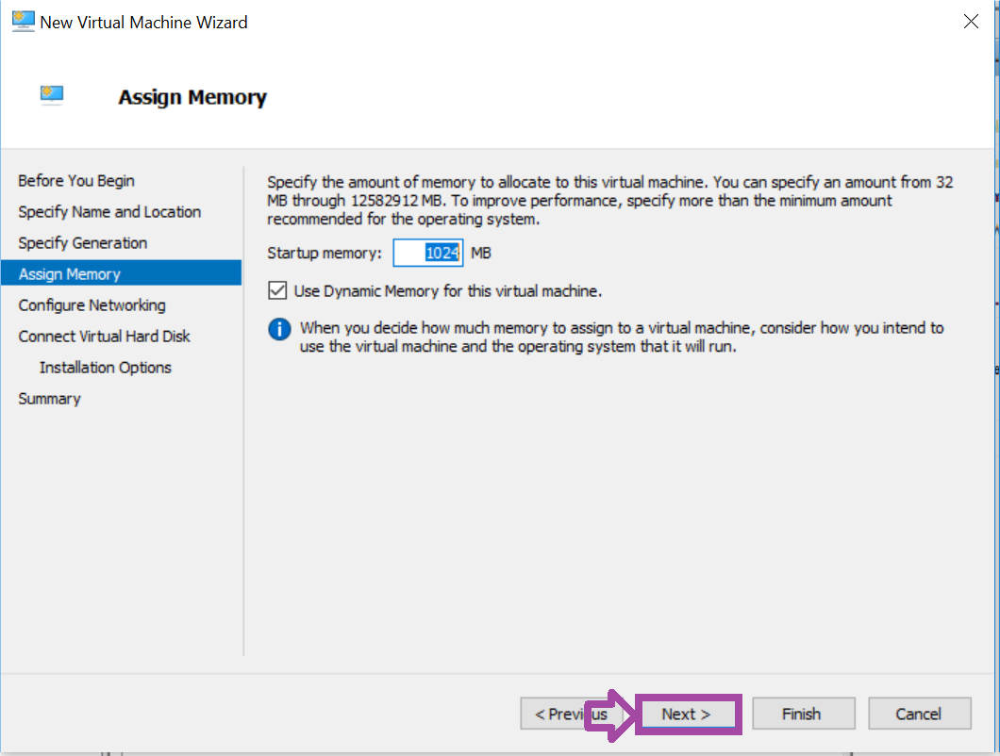 New Virtual Machine Wizard
Assign Memory
Before You Begin
Specify Name and Location
Specify Generation
Assign Memory
Configure Networking
Connect Virtual Hard Disk
Installation Options
Summary
Specify the amount of memory to allocate to this virtual machine. You can specify an amount from 32
MB through 12582912 MB. To improve performance, specify more than the minimum amount
recommended for the operating system.
Startup memory: 1024 MB
Use Dynamic Memory for this virtual machine.
When you decide how much memory to assign to a virtual machine, consider how you intend to
use the virtual machine and the operating system that it will run.
< Previous Next > Finish Cancel